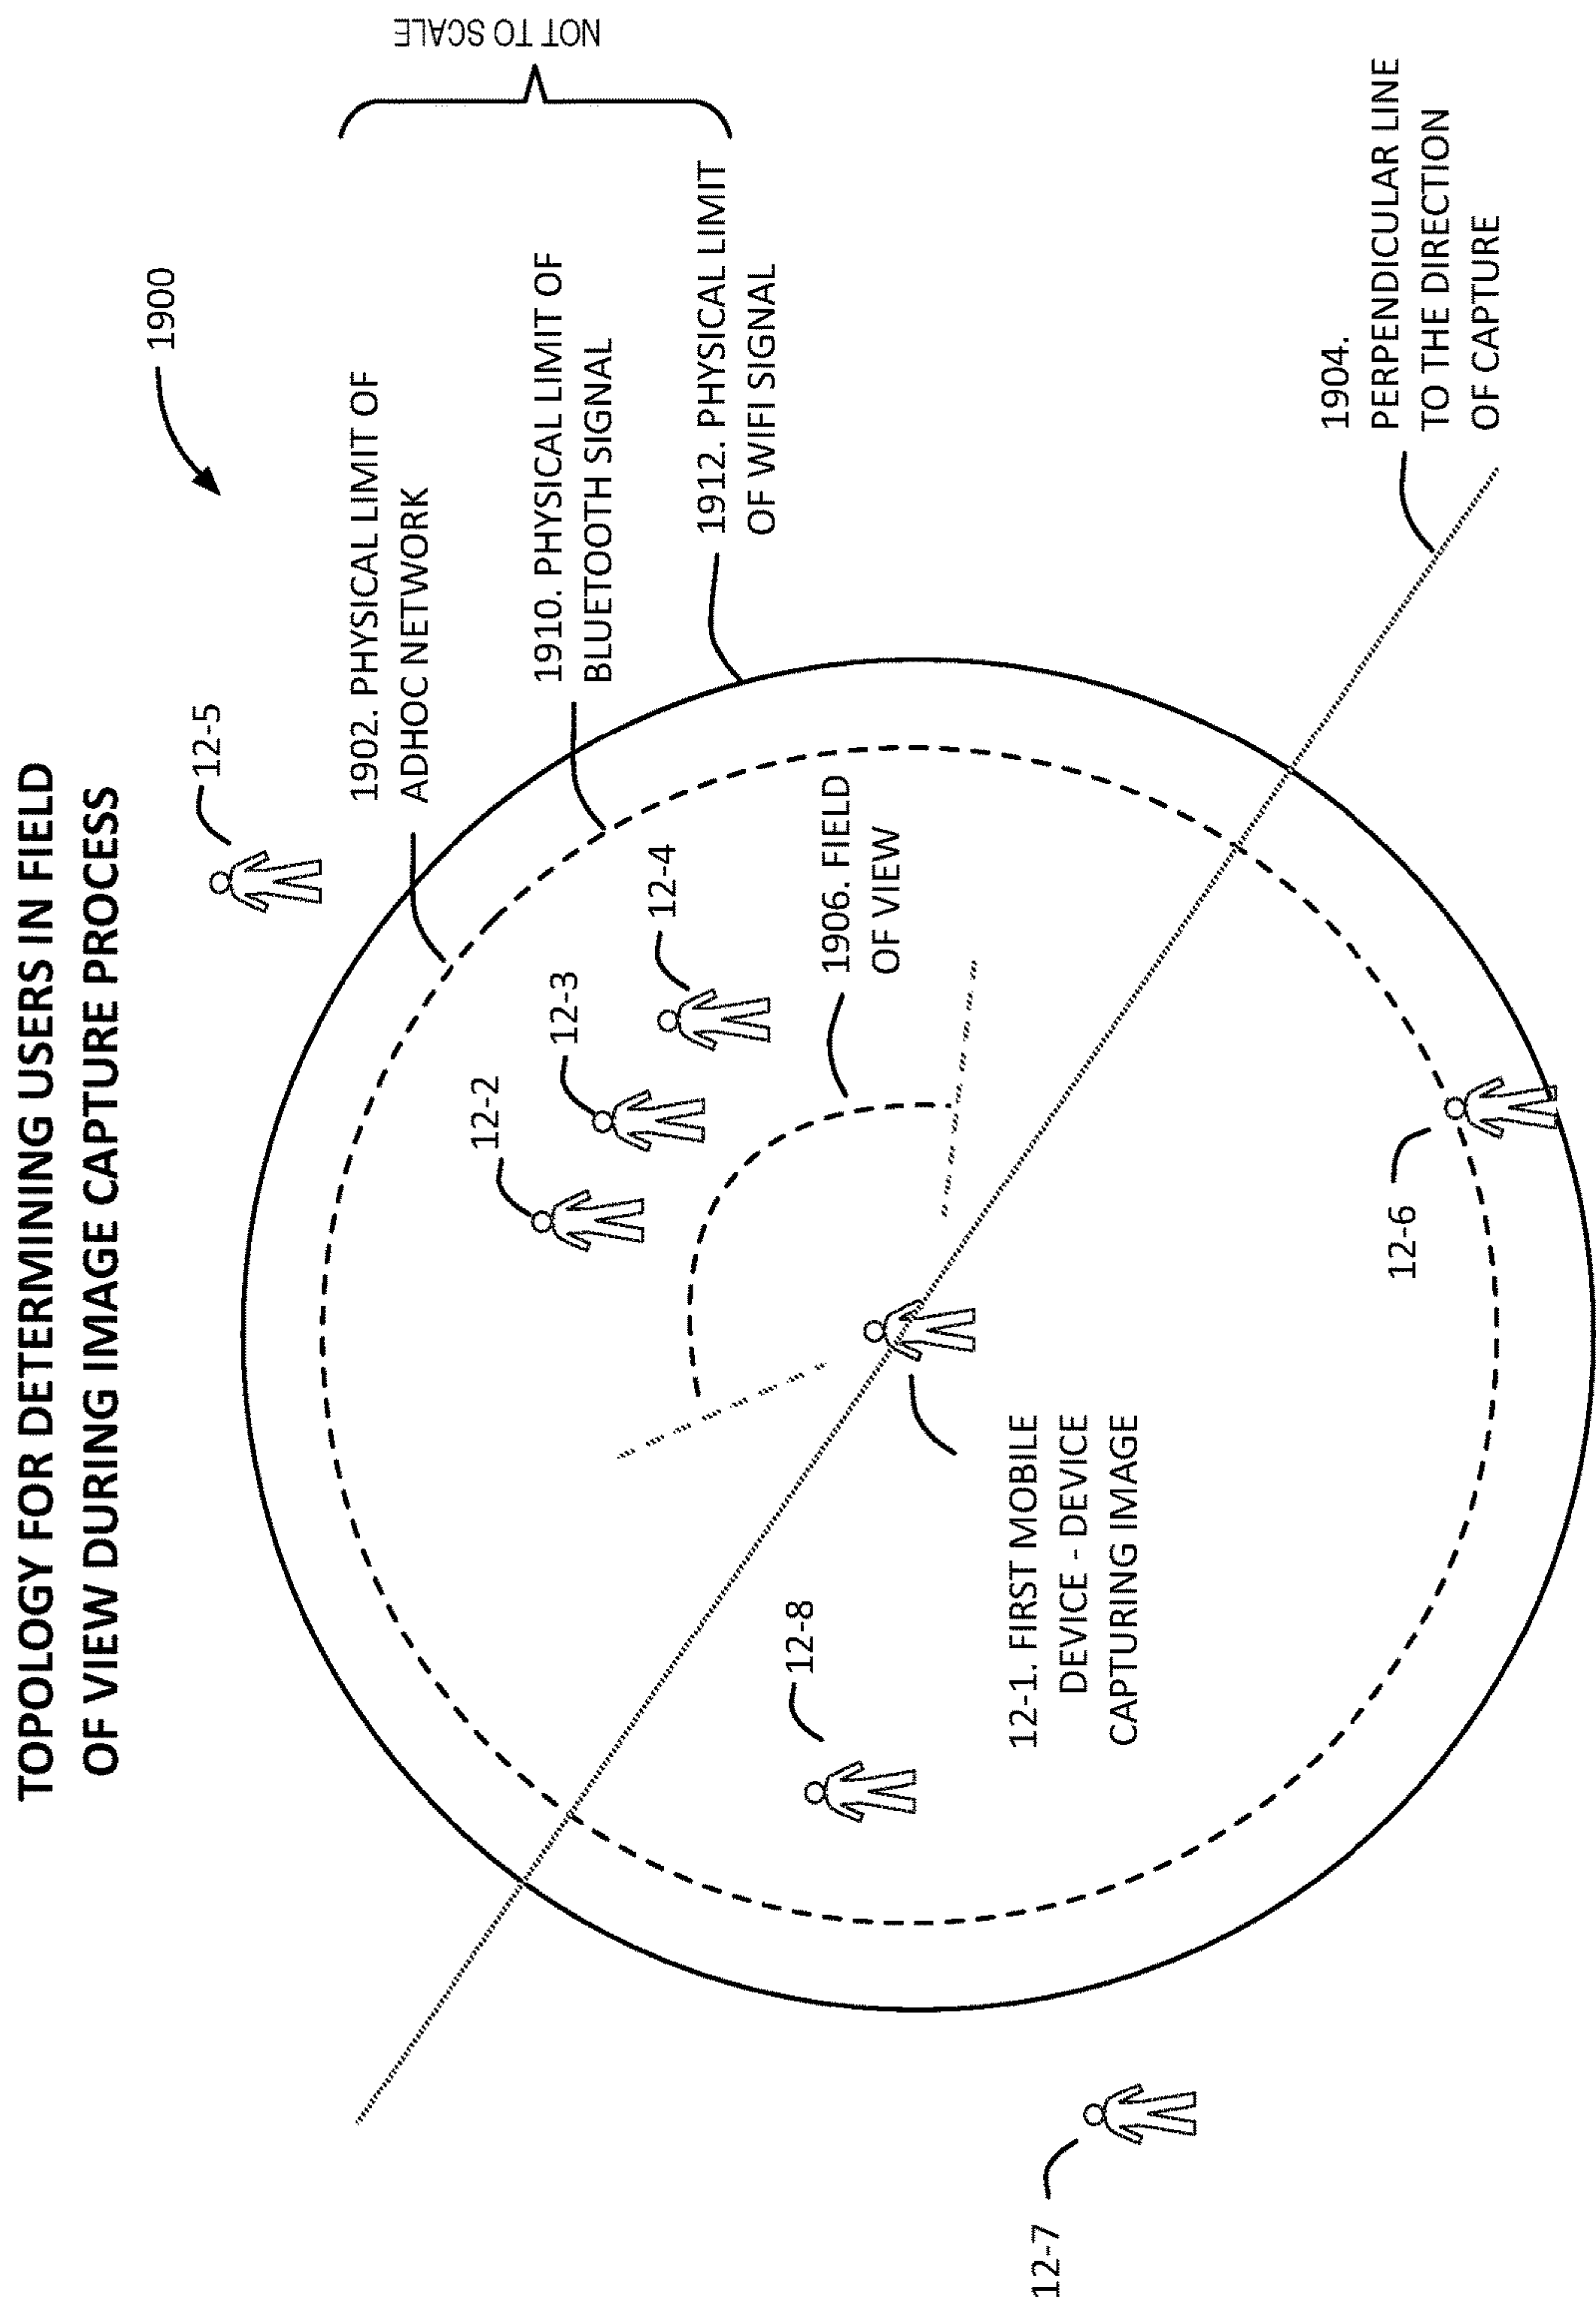 TOPOLOGY FOR DETERMINING USERS IN FIELD
OF VIEW DURING IMAGE CAPTURE PROCESS
1900
12-5
1902. PHYSICAL LIMIT OF
ADHOC NETWORK
1910. PHYSICAL LIMIT OF
BLUETOOTH SIGNAL
1912. PHYSICAL LIMIT
OF WIFI SIGNAL
NOT TO SCALE
12-2
12-3
12-4
1906. FIELD
OF VIEW
12-8
12-1. FIRST MOBILE
DEVICE - DEVICE
CAPTURING IMAGE
12-7
12-6
1904.
PERPENDICULAR LINE
TO THE DIRECTION
OF CAPTURE